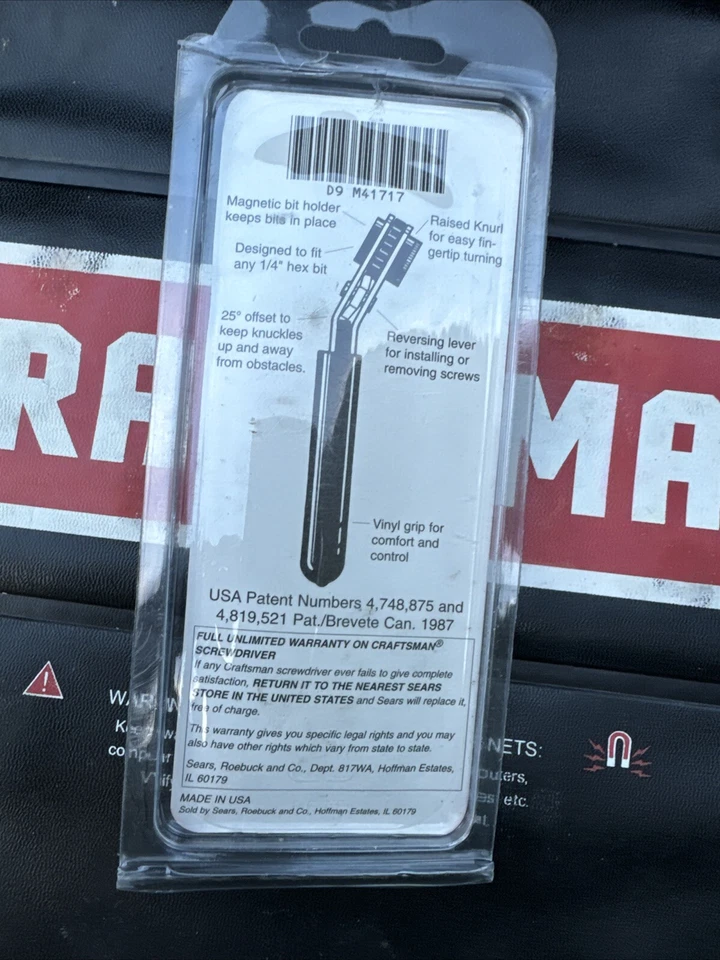 D9 M41717
Magnetic bit holder
keeps bits in place
Raised Knurl
for easy fin-
gertip turning
Designed to fit
any 1/4" hex bit
25° offset to
keep knuckles
up and away
from obstacles.
Reversing lever
for installing or
removing screws
RA
MA
Vinyl grip for
comfort and
control
USA Patent Numbers 4,748,875 and
4,819,521 Pat./Brevete Can. 1987
FULL UNLIMITED WARRANTY ON CRAFTSMAN®
SCREWDRIVER
If any Craftsman screwdriver ever fails to give complete
satisfaction, RETURN IT TO THE NEAREST SEARS
STORE IN THE UNITED STATES and Sears will replace it,
free of charge.
This warranty gives you specific legal rights and you may
also have other rights which vary from state to state.
Sears, Roebuck and Co., Dept. 817WA, Hoffman Estates,
IL 60179
MADE IN USA
Sold by Sears, Roebuck and Co., Hoffman Estates, IL 60179
NETS:
etc.